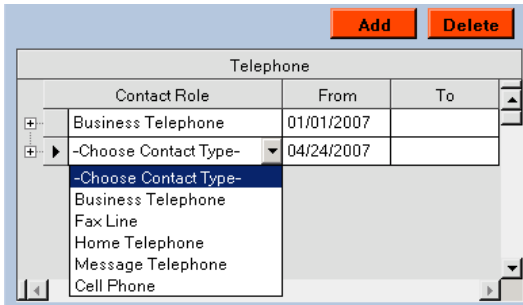 Add Delete
Telephone
Contact Role From To
Business Telephone 01/01/2007
-Choose Contact Type- 04/24/2007
-Choose Contact Type-
Business Telephone
Fax Line
Home Telephone
Message Telephone
Cell Phone